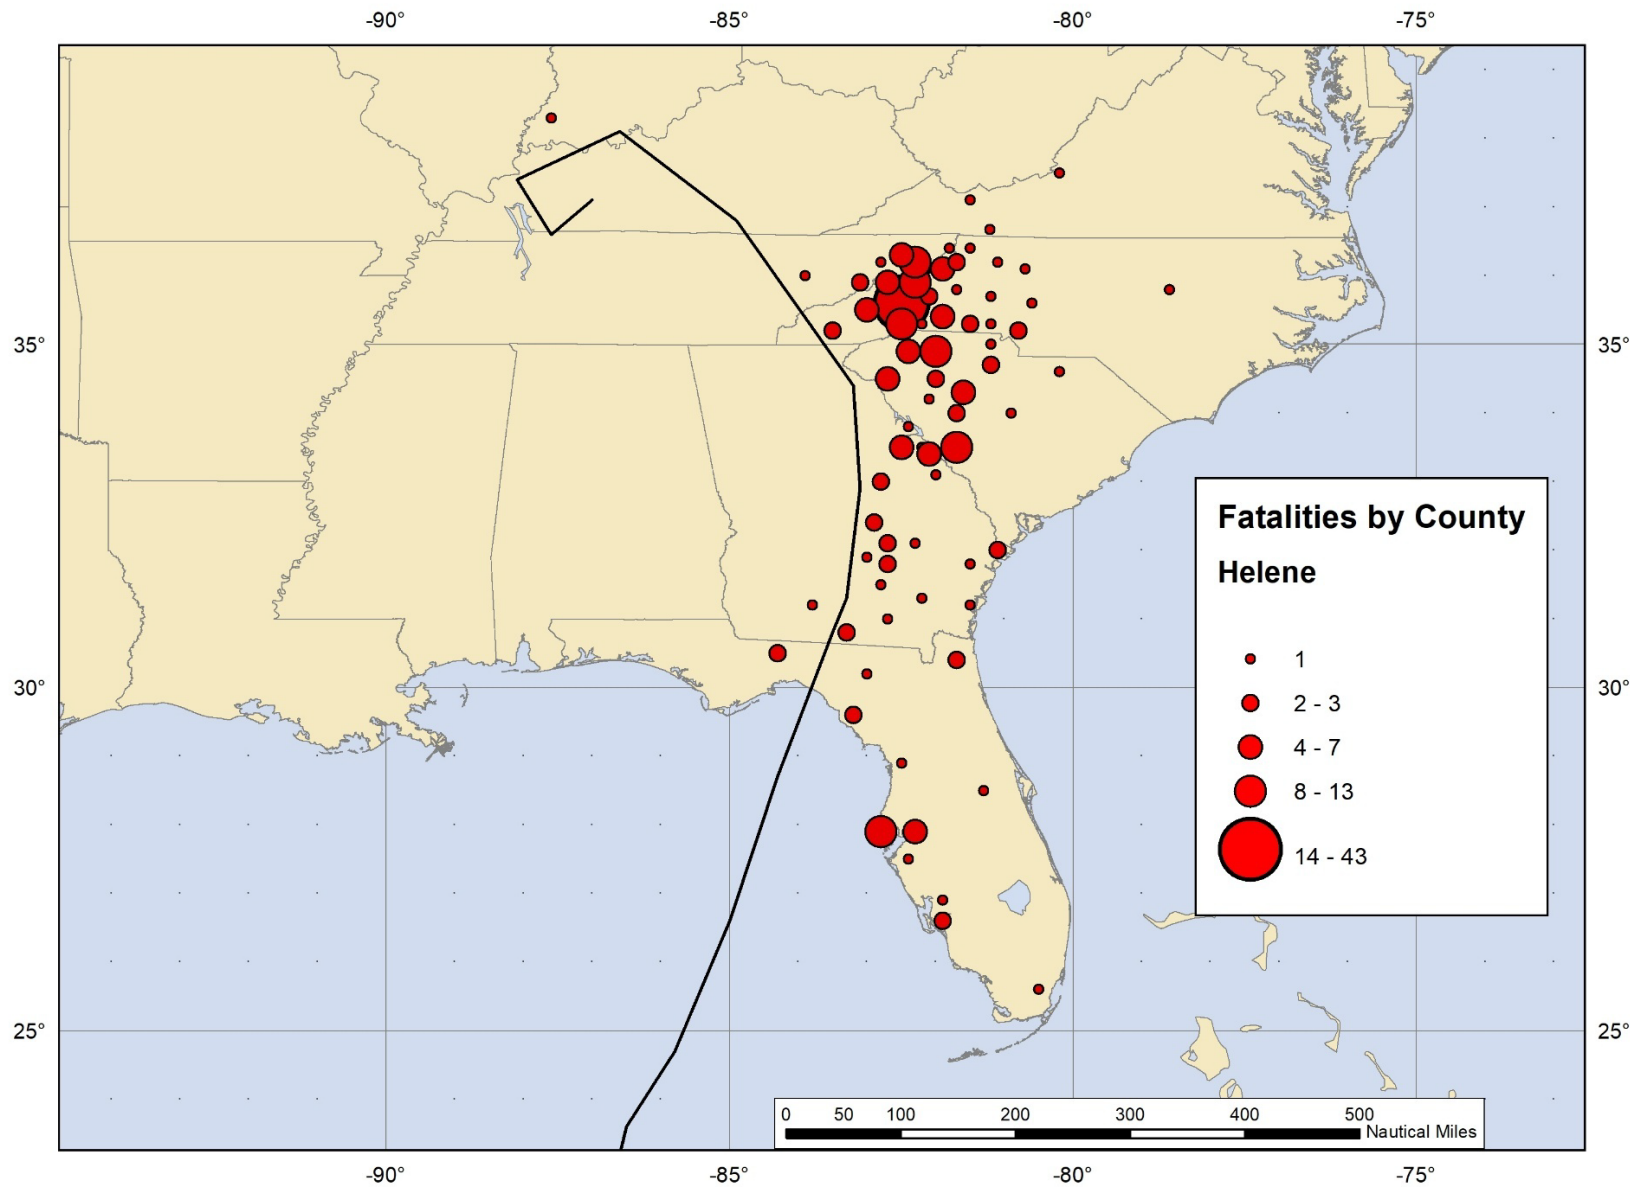 -90° -85° -80° -75°
35° 35°
30° 30°
25° 25°
Fatalities by County
Helene
1
2 - 3
4 - 7
8 - 13
14 - 43
0 50 100 200 300 400 500
Nautical Miles
-90° -85° -80° -75°